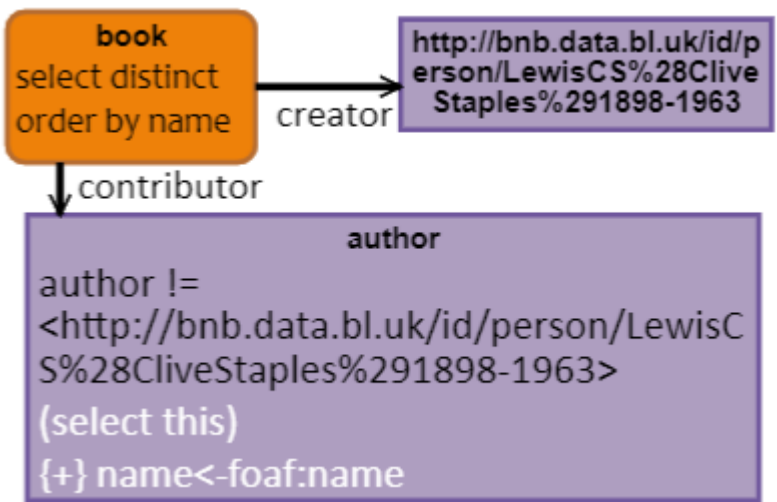 book
select distinct
order by name
creator
http://bnb.data.bl.uk/id/p
erson/LewisCS%28Clive
Staples%291898-1963
contributor
author
author !=
<http://bnb.data.bl.uk/id/person/LewisC
S%28CliveStaples%291898-1963>
(select this)
{+} name<-foaf:name